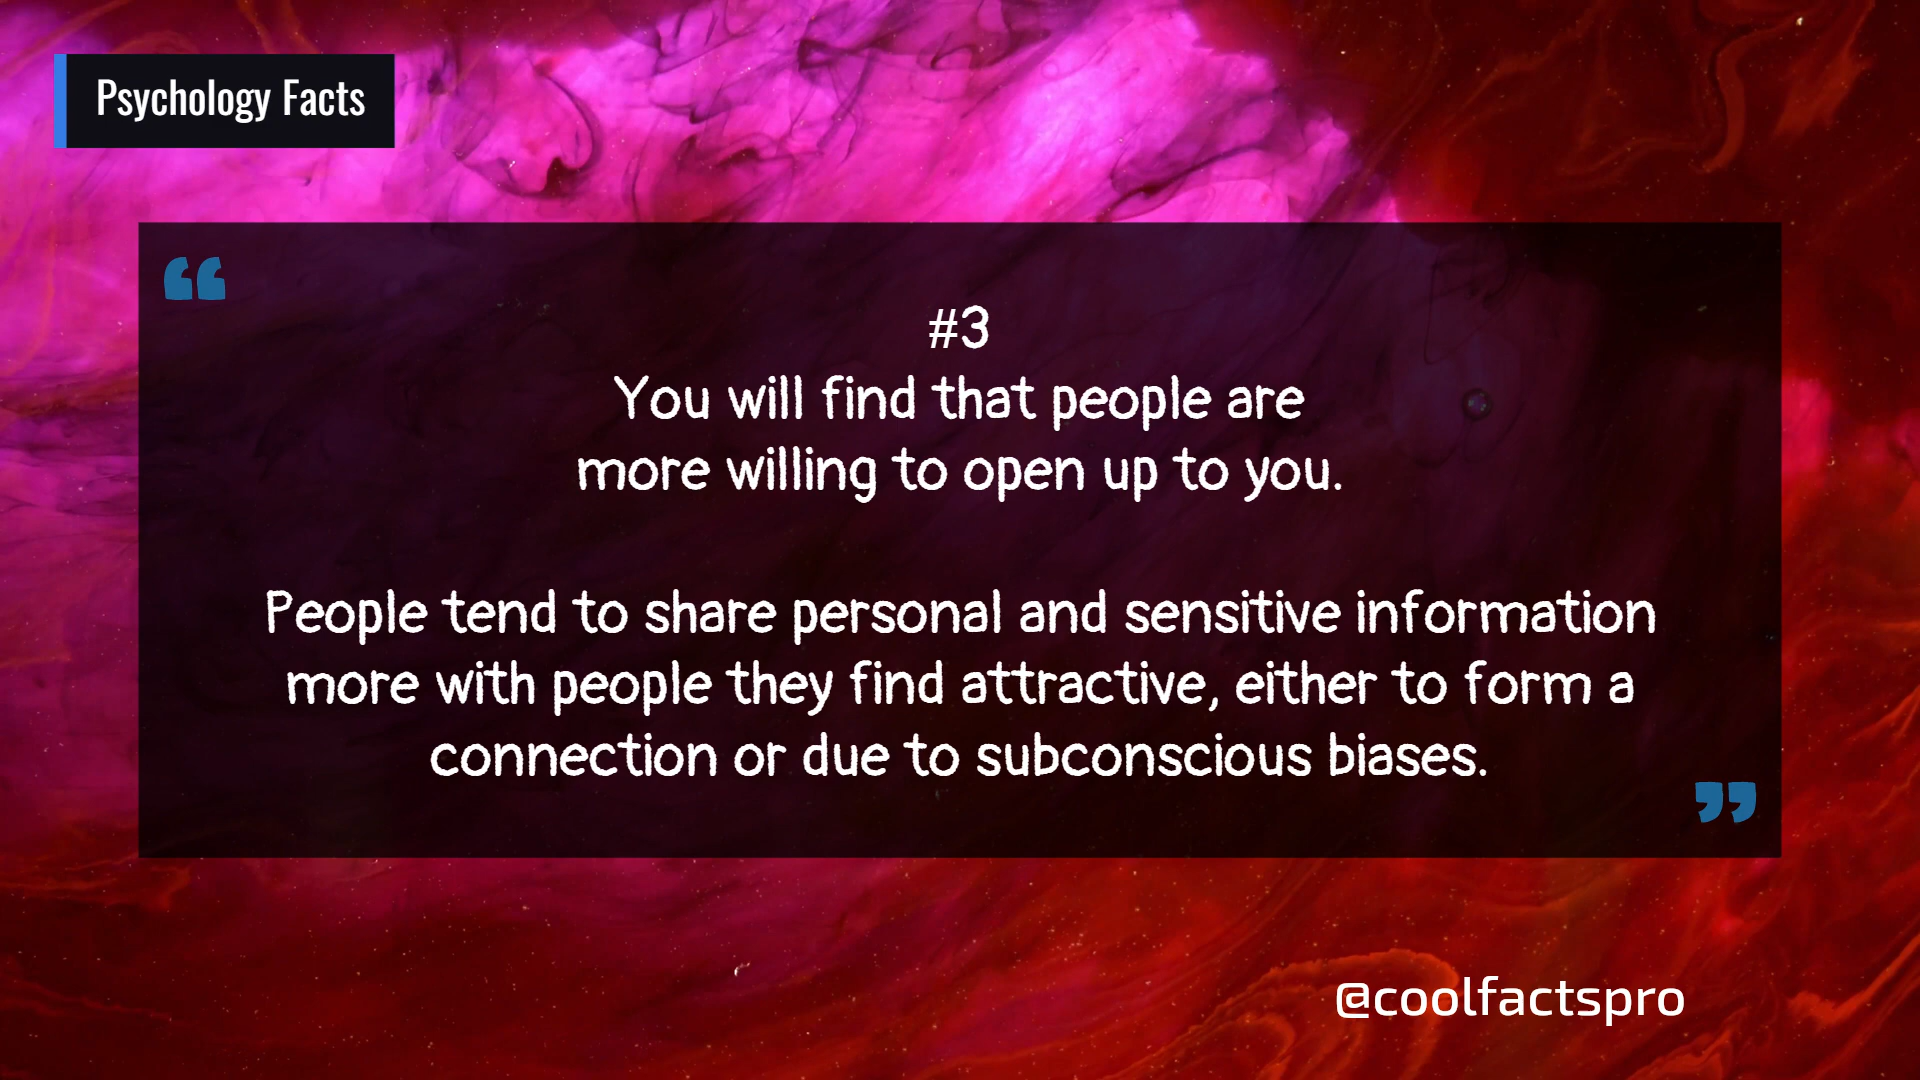 Psychology Facts
“
#3
You will find that people are
more willing to open up to you.
People tend to share personal and sensitive information
more with people they find attractive, either to form a
connection or due to subconscious biases.
”
@coolfactspro